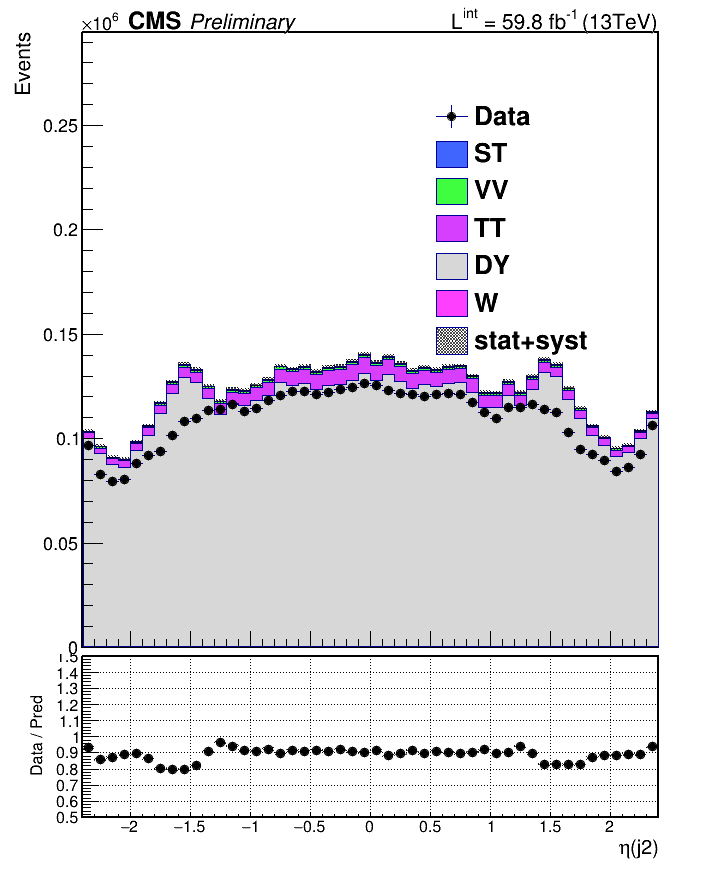 ×10⁶ CMS Preliminary L^int = 59.8 fb⁻¹ (13TeV)
Events
0.25
0.2
0.15
0.1
0.05
0
Data
ST
VV
TT
DY
W
stat+syst
Data / Pred
1.5
1.4
1.3
1.2
1.1
1
0.9
0.8
0.7
0.6
0.5
−2 −1.5 −1 −0.5 0 0.5 1 1.5 2
η(j2)